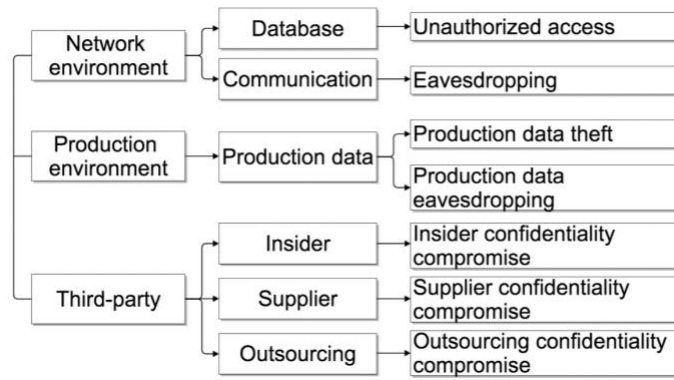 Network
environment
Database
Unauthorized access
Communication
Eavesdropping
Production
environment
Production data
Production data theft
Production data
eavesdropping
Third-party
Insider
Insider confidentiality
compromise
Supplier
Supplier confidentiality
compromise
Outsourcing
Outsourcing confidentiality
compromise